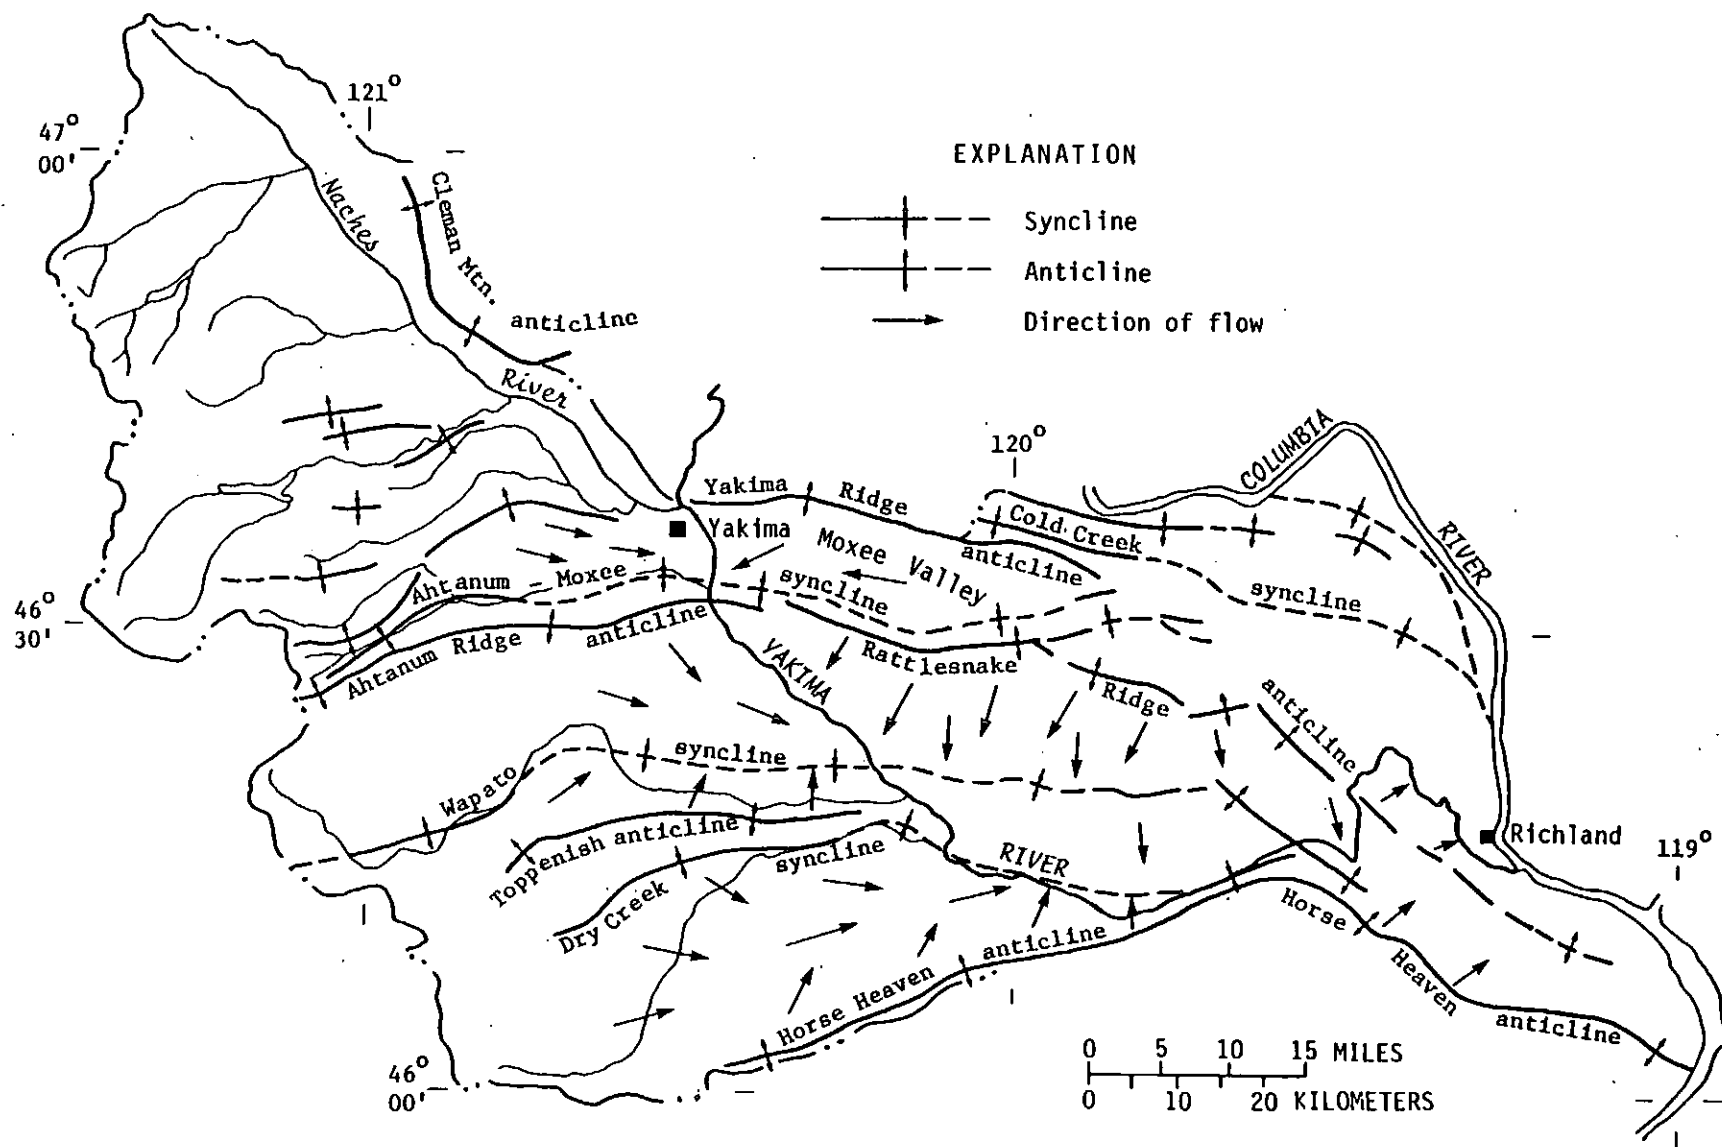 121°
47°
00'
EXPLANATION
Syncline
Anticline
Direction of flow
Naches
River
Cleman Mtn.
anticline
120°
COLUMBIA
RIVER
Yakima
Ridge
anticline
Yakima
Moxee Valley
Cold Creek
syncline
46°
30'
Ahtanum - Moxee
syncline
Ahtanum Ridge
anticline
YAKIMA
RIVER
Rattlesnake
Ridge
anticline
Wapato
syncline
Toppenish anticline
Dry Creek
syncline
Richland
119°
Horse Heaven
anticline
Horse
Heaven
anticline
46°
00'
0 5 10 15 MILES
0 10 20 KILOMETERS